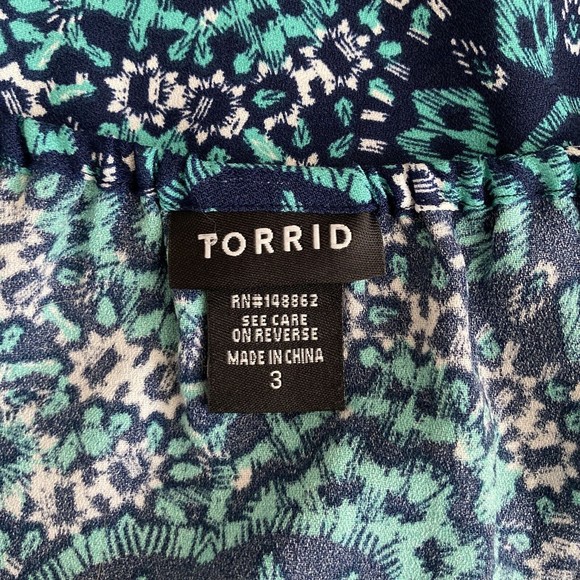 TORRID
RN#148862
SEE CARE
ON REVERSE
MADE IN CHINA
3